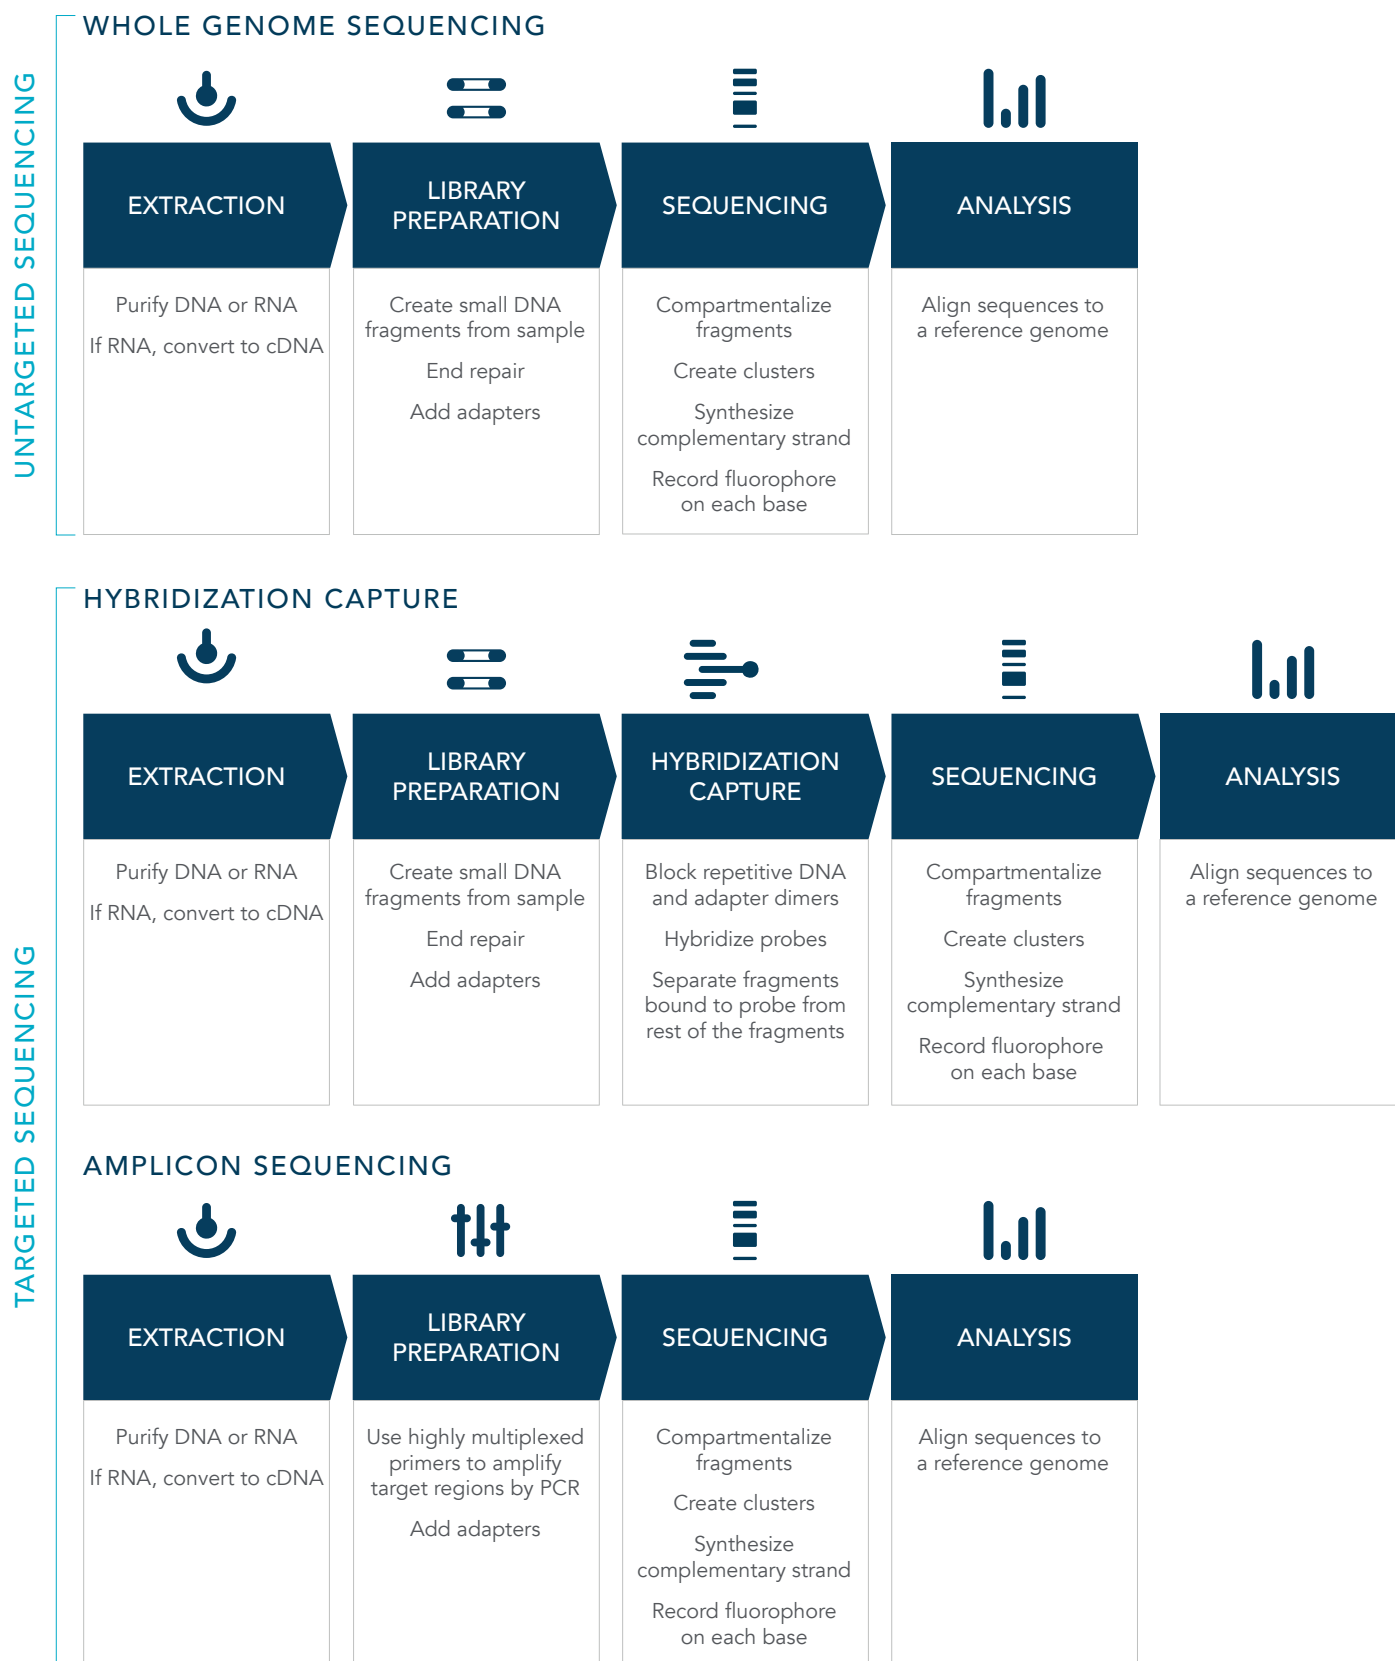 UNTARGETED SEQUENCING
WHOLE GENOME SEQUENCING
EXTRACTION
Purify DNA or RNA
If RNA, convert to cDNA
LIBRARY
PREPARATION
Create small DNA
fragments from sample
End repair
Add adapters
SEQUENCING
Compartmentalize
fragments
Create clusters
Synthesize
complementary strand
Record fluorophore
on each base
ANALYSIS
Align sequences to
a reference genome
TARGETED SEQUENCING
HYBRIDIZATION CAPTURE
EXTRACTION
Purify DNA or RNA
If RNA, convert to cDNA
LIBRARY
PREPARATION
Create small DNA
fragments from sample
End repair
Add adapters
HYBRIDIZATION
CAPTURE
Block repetitive DNA
and adapter dimers
Hybridize probes
Separate fragments
bound to probe from
rest of the fragments
SEQUENCING
Compartmentalize
fragments
Create clusters
Synthesize
complementary strand
Record fluorophore
on each base
ANALYSIS
Align sequences to
a reference genome
AMPLICON SEQUENCING
EXTRACTION
Purify DNA or RNA
If RNA, convert to cDNA
LIBRARY
PREPARATION
Use highly multiplexed
primers to amplify
target regions by PCR
Add adapters
SEQUENCING
Compartmentalize
fragments
Create clusters
Synthesize
complementary strand
Record fluorophore
on each base
ANALYSIS
Align sequences to
a reference genome